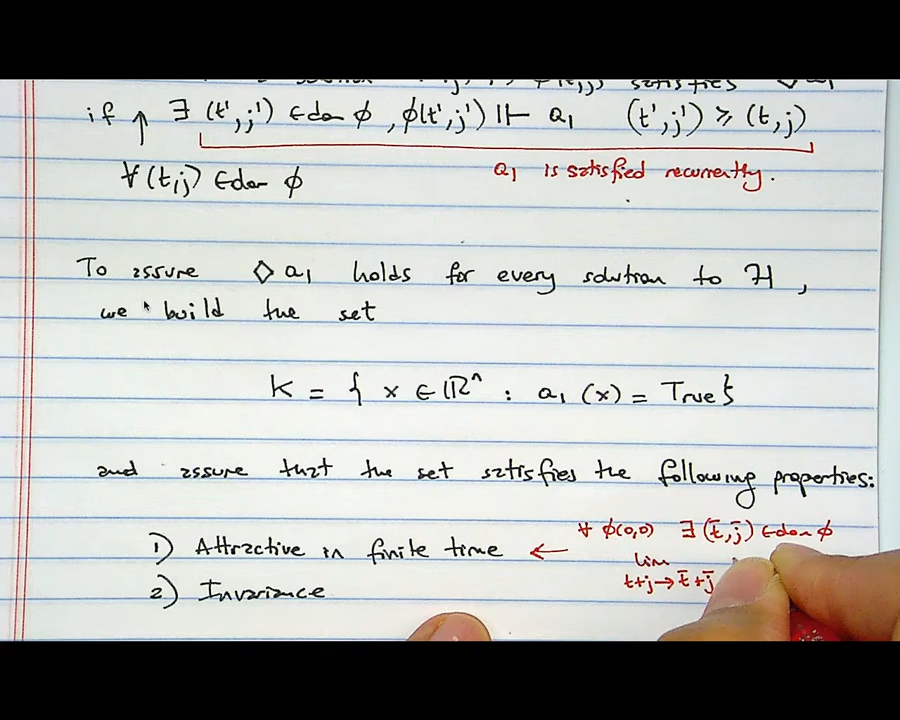 satisfies
if ↑ ∃ (t',j') ∈ dom ϕ , ϕ(t',j') ⊩ a₁ (t',j') ≥ (t,j)
∀ (t,j) ∈ dom ϕ a₁ is satisfied recurrently.
To assure ◇ a₁ holds for every solution to H ,
we build the set
K = { x ∈ ℝⁿ : a₁ (x) = True }
and assure that the set satisfies the following properties:
1) Attractive in finite time ← ∀ ϕ(0,0) ∃ (t̄,j̄) ∈ dom ϕ
lim
t+j → t̄+j̄
2) Invariance